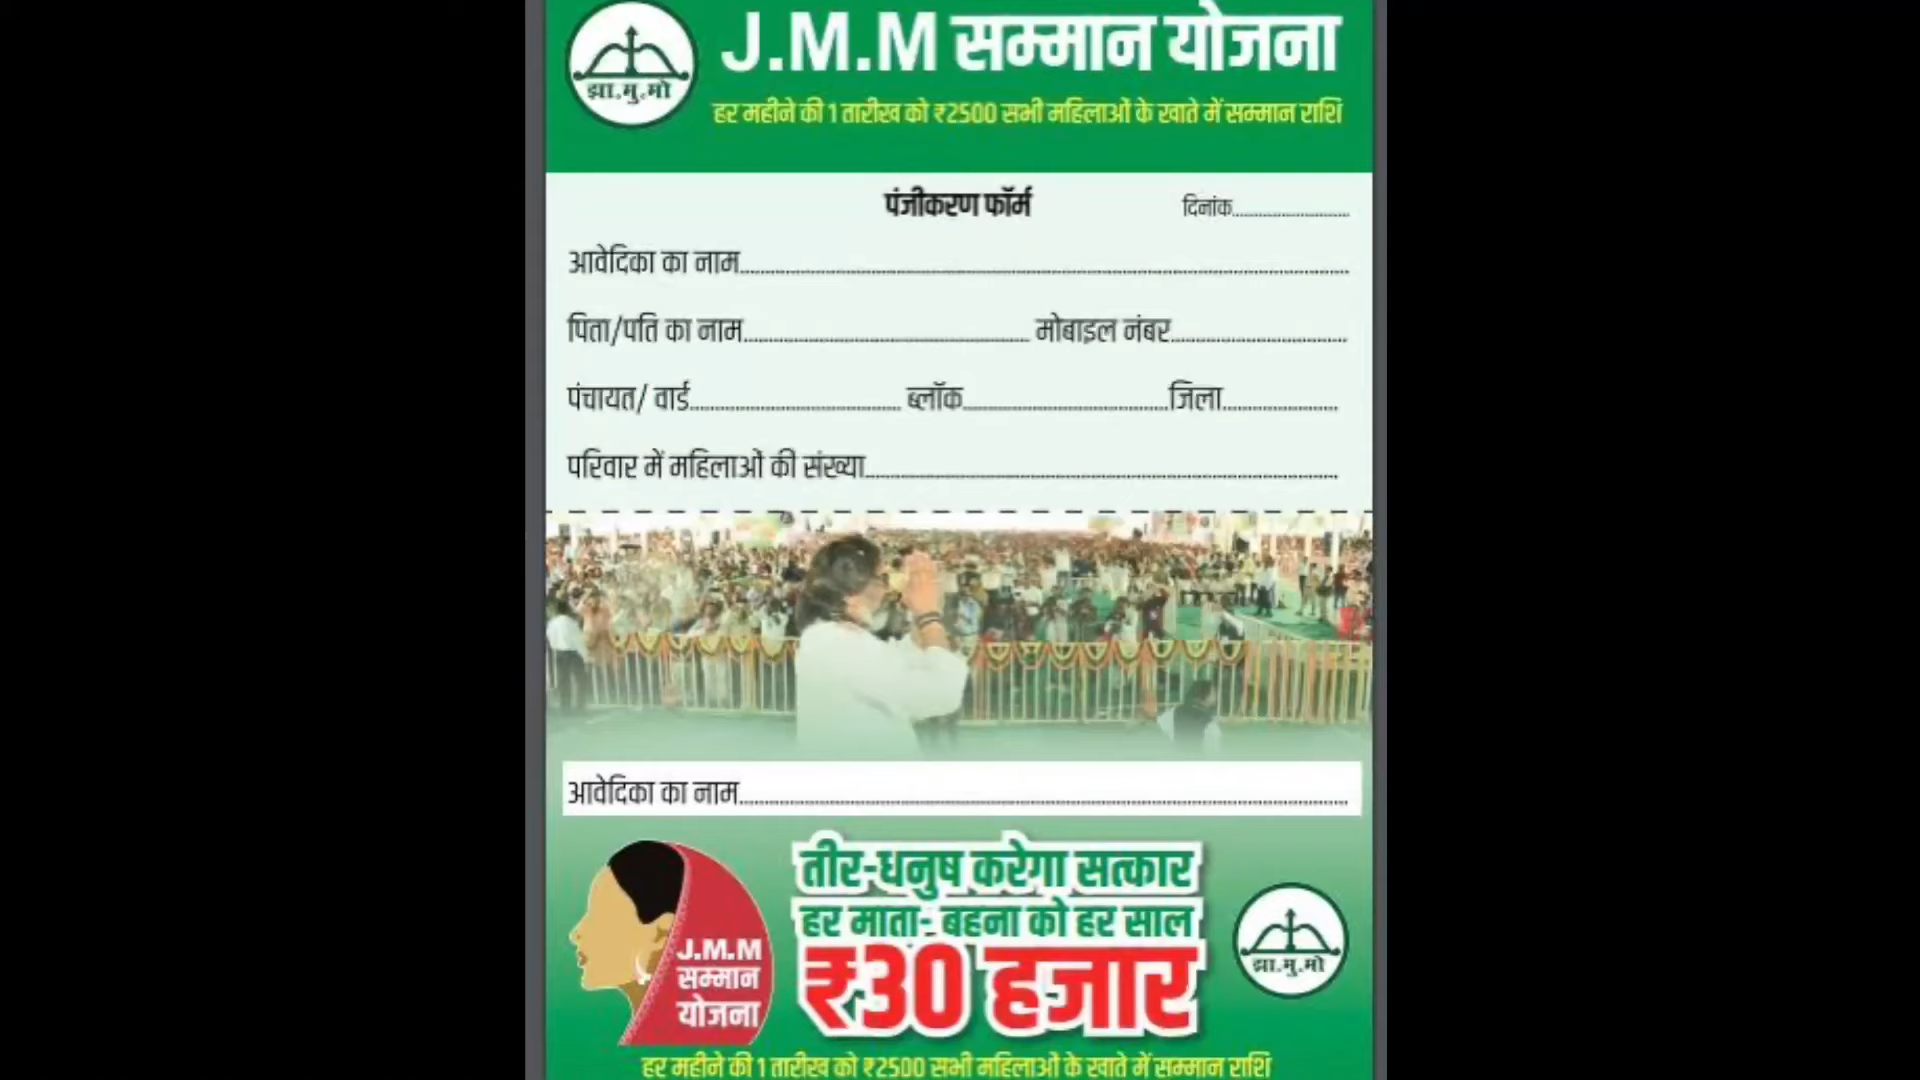 झा.मु.मो
J.M.M सम्मान योजना
हर महीने की 1 तारीख को ₹2500 सभी महिलाओं के खाते में सम्मान राशि
पंजीकरण फॉर्म दिनांक
आवेदिका का नाम
पिता/पति का नाम मोबाइल नंबर
पंचायत/ वार्ड ब्लॉक जिला
परिवार में महिलाओं की संख्या
आवेदिका का नाम
J.M.M
सम्मान
योजना
तीर-धनुष करेगा सत्कार
हर माता- बहना को हर साल
₹30 हजार
झा.मु.मो
हर महीने की 1 तारीख को ₹2500 सभी महिलाओं के खाते में सम्मान राशि